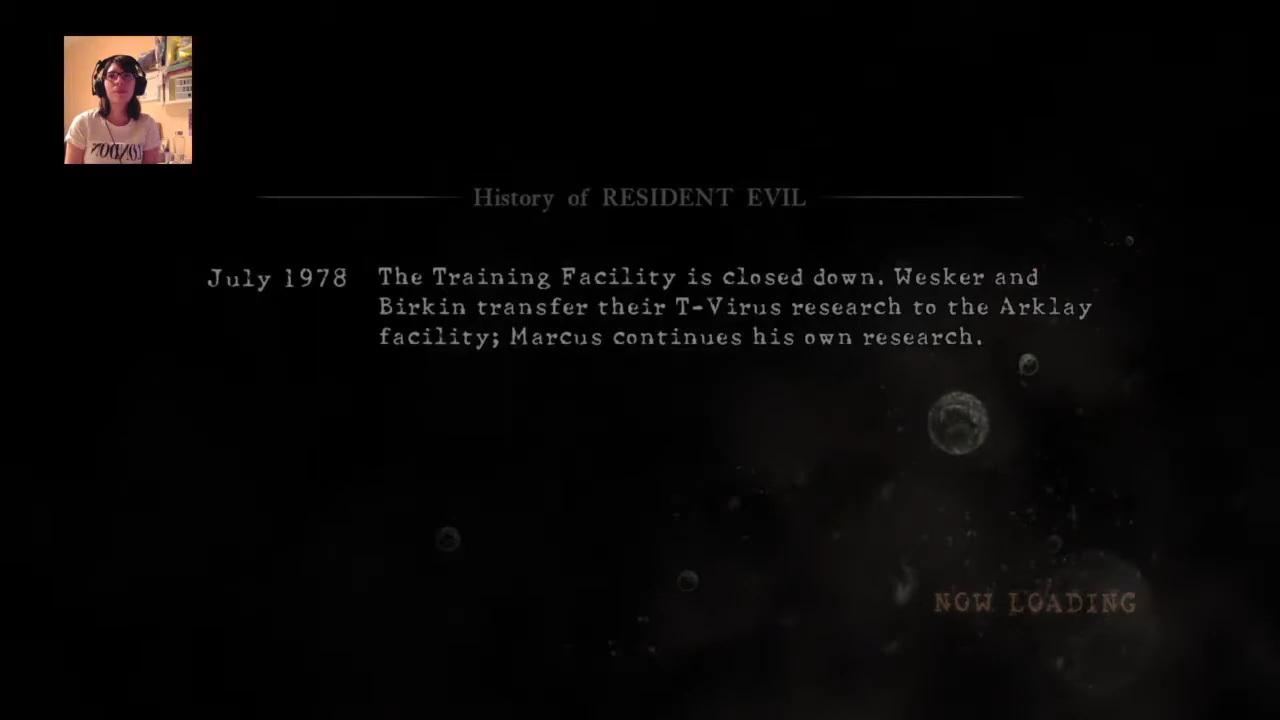 History of RESIDENT EVIL
July 1978 The Training Facility is closed down. Wesker and
Birkin transfer their T-Virus research to the Arklay
facility; Marcus continues his own research.
NOW LOADING
LONDON